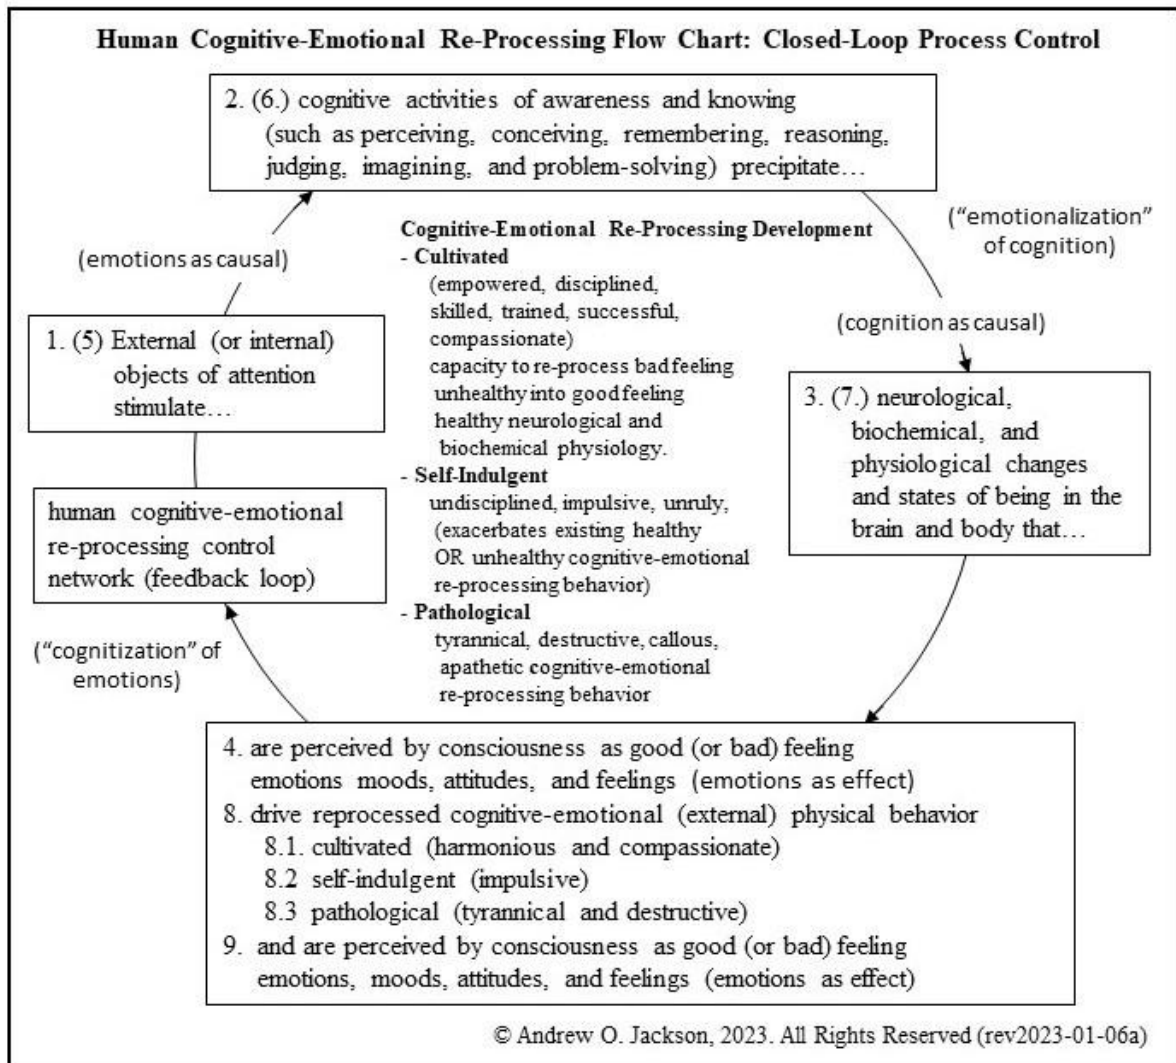 Human Cognitive-Emotional Re-Processing Flow Chart: Closed-Loop Process Control
2. (6.) cognitive activities of awareness and knowing
(such as perceiving, conceiving, remembering, reasoning,
judging, imagining, and problem-solving) precipitate…
(“emotionalization”
of cognition)
(cognition as causal)
3. (7.) neurological,
biochemical, and
physiological changes
and states of being in the
brain and body that…
4. are perceived by consciousness as good (or bad) feeling
emotions moods, attitudes, and feelings (emotions as effect)
8. drive reprocessed cognitive-emotional (external) physical behavior
8.1. cultivated (harmonious and compassionate)
8.2 self-indulgent (impulsive)
8.3 pathological (tyrannical and destructive)
9. and are perceived by consciousness as good (or bad) feeling
emotions, moods, attitudes, and feelings (emotions as effect)
(“cognitization” of
emotions)
human cognitive-emotional
re-processing control
network (feedback loop)
1. (5) External (or internal)
objects of attention
stimulate…
(emotions as causal)
Cognitive-Emotional Re-Processing Development
- Cultivated
(empowered, disciplined,
skilled, trained, successful,
compassionate)
capacity to re-process bad feeling
unhealthy into good feeling
healthy neurological and
biochemical physiology.
- Self-Indulgent
undisciplined, impulsive, unruly,
(exacerbates existing healthy
OR unhealthy cognitive-emotional
re-processing behavior)
- Pathological
tyrannical, destructive, callous,
apathetic cognitive-emotional
re-processing behavior
© Andrew O. Jackson, 2023. All Rights Reserved (rev2023-01-06a)